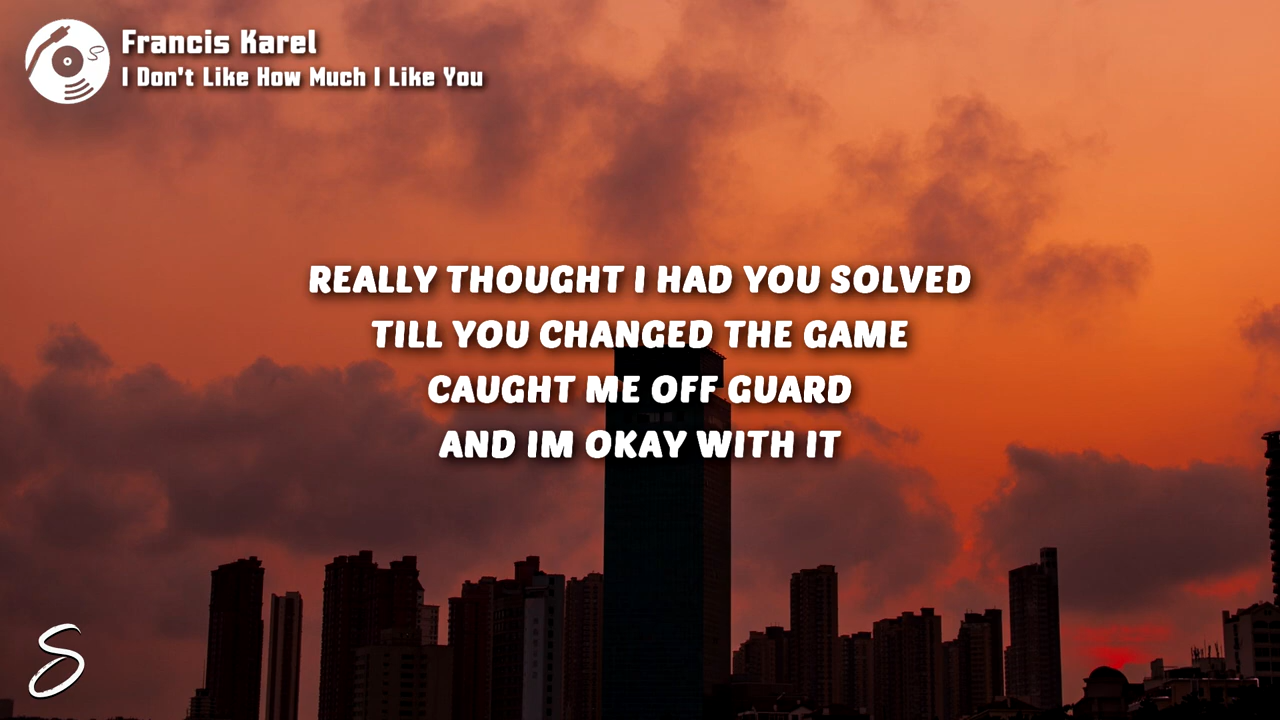 Francis Karel
I Don't Like How Much I Like You
REALLY THOUGHT I HAD YOU SOLVED
TILL YOU CHANGED THE GAME
CAUGHT ME OFF GUARD
AND IM OKAY WITH IT
S